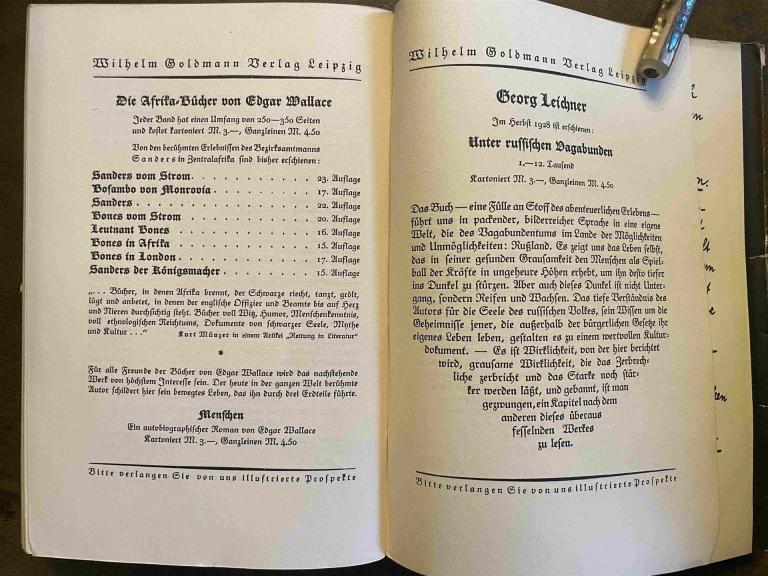 Wilhelm Goldmann Verlag Leipzig
Die Afrika-Bücher von Edgar Wallace
Jeder Band hat einen Umfang von 250—350 Seiten
und kostet kartoniert M. 3.—, Ganzleinen M. 4.50
Von den berühmten Erlebnissen des Bezirksamtmanns
Sanders in Zentralafrika sind bisher erschienen:
Sanders vom Strom . . . . . . . . . . . 23. Auflage
Bosambo von Monrovia . . . . . . . . . 17. Auflage
Sanders . . . . . . . . . . . . . . . . 22. Auflage
Bones vom Strom . . . . . . . . . . . . 20. Auflage
Leutnant Bones . . . . . . . . . . . . . 16. Auflage
Bones in Afrika . . . . . . . . . . . . . 15. Auflage
Bones in London . . . . . . . . . . . . . 17. Auflage
Sanders der Königsmacher . . . . . . . . 15. Auflage
„. . . Bücher, in denen Afrika brennt, der Schwarze riecht, tanzt, grölt,
lügt und anbetet, in denen der englische Offizier und Beamte bis auf Herz
und Nieren durchsichtig steht. Bücher voll Witz, Humor, Menschenkenntnis,
voll ethnologischen Reichtums, Dokumente von schwarzer Seele, Mythe
und Kultur . . .“ Kurt Münzer in einem Artikel „Rettung in Literatur“
*
Für alle Freunde der Bücher von Edgar Wallace wird das nachstehende
Werk von höchstem Interesse sein. Der heute in der ganzen Welt berühmte
Autor schildert hier sein bewegtes Leben, das ihn durch drei Erdteile führte.
Menschen
Ein autobiographischer Roman von Edgar Wallace
Kartoniert M. 3.—, Ganzleinen M. 4.50
Bitte verlangen Sie von uns illustrierte Prospekte
Wilhelm Goldmann Verlag Leipzig
Georg Leichner
Im Herbst 1928 ist erschienen:
Unter russischen Vagabunden
1.—12. Tausend
Kartoniert M. 3.—, Ganzleinen M. 4.50
Das Buch — eine Fülle an Stoff des abenteuerlichen Erlebens —
führt uns in packender, bilderreicher Sprache in eine eigene
Welt, die des Vagabundentums im Lande der Möglichkeiten
und Unmöglichkeiten: Rußland. Es zeigt uns das Leben selbst,
das in seiner gesunden Grausamkeit den Menschen als Spiel-
ball der Kräfte in ungeheure Höhen erhebt, um ihn desto tiefer
ins Dunkel zu stürzen. Aber auch dieses Dunkel ist nicht Unter-
gang, sondern Reifen und Wachsen. Das tiefe Verständnis des
Autors für die Seele des russischen Volkes, sein Wissen um die
Geheimnisse jener, die außerhalb der bürgerlichen Gesetze ihr
eigenes Leben leben, gestalten es zu einem wertvollen Kultur-
dokument. — Es ist Wirklichkeit, von der hier berichtet
wird, grausame Wirklichkeit, die das Zerbrech-
liche zerbricht und das Starke noch stär-
ker werden läßt, und gebannt, ist man
gezwungen, ein Kapitel nach dem
anderen dieses überaus
fesselnden Werkes
zu lesen.
Bitte verlangen Sie von uns illustrierte Prospekte